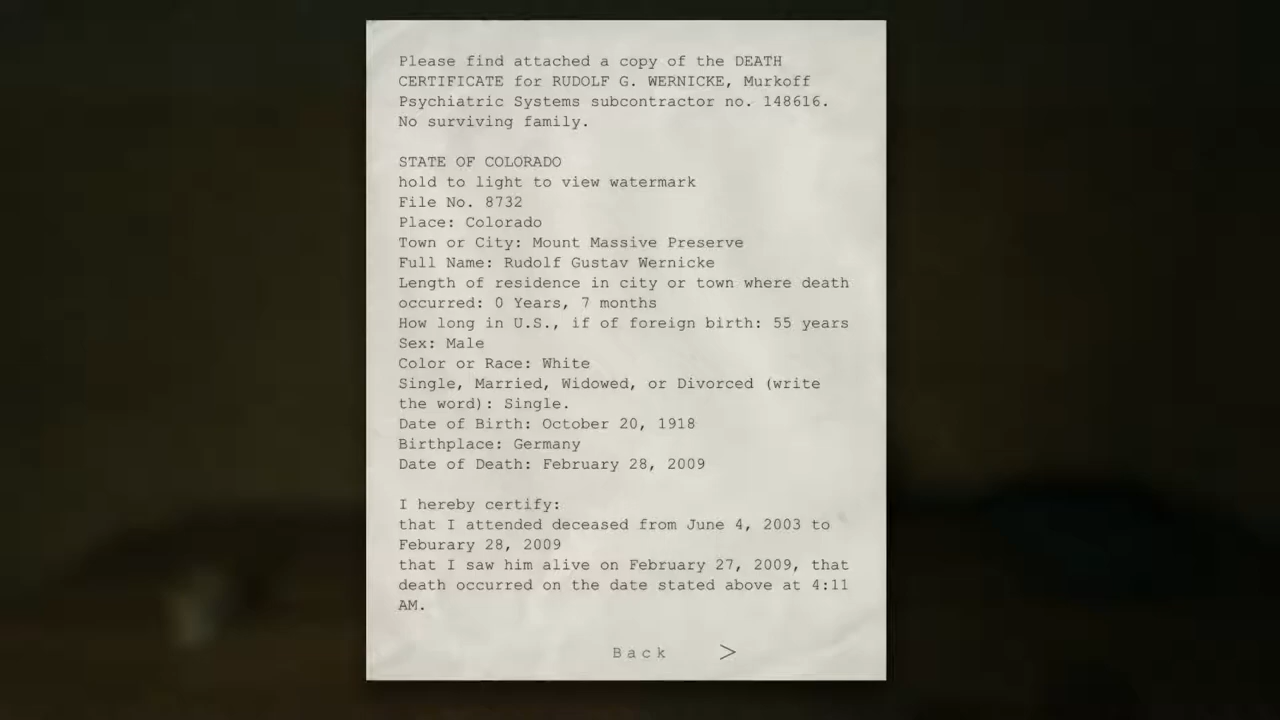 Please find attached a copy of the DEATH
CERTIFICATE for RUDOLF G. WERNICKE, Murkoff
Psychiatric Systems subcontractor no. 148616.
No surviving family.
STATE OF COLORADO
hold to light to view watermark
File No. 8732
Place: Colorado
Town or City: Mount Massive Preserve
Full Name: Rudolf Gustav Wernicke
Length of residence in city or town where death
occurred: 0 Years, 7 months
How long in U.S., if of foreign birth: 55 years
Sex: Male
Color or Race: White
Single, Married, Widowed, or Divorced (write
the word): Single.
Date of Birth: October 20, 1918
Birthplace: Germany
Date of Death: February 28, 2009
I hereby certify:
that I attended deceased from June 4, 2003 to
Feburary 28, 2009
that I saw him alive on February 27, 2009, that
death occurred on the date stated above at 4:11
AM.
Back >